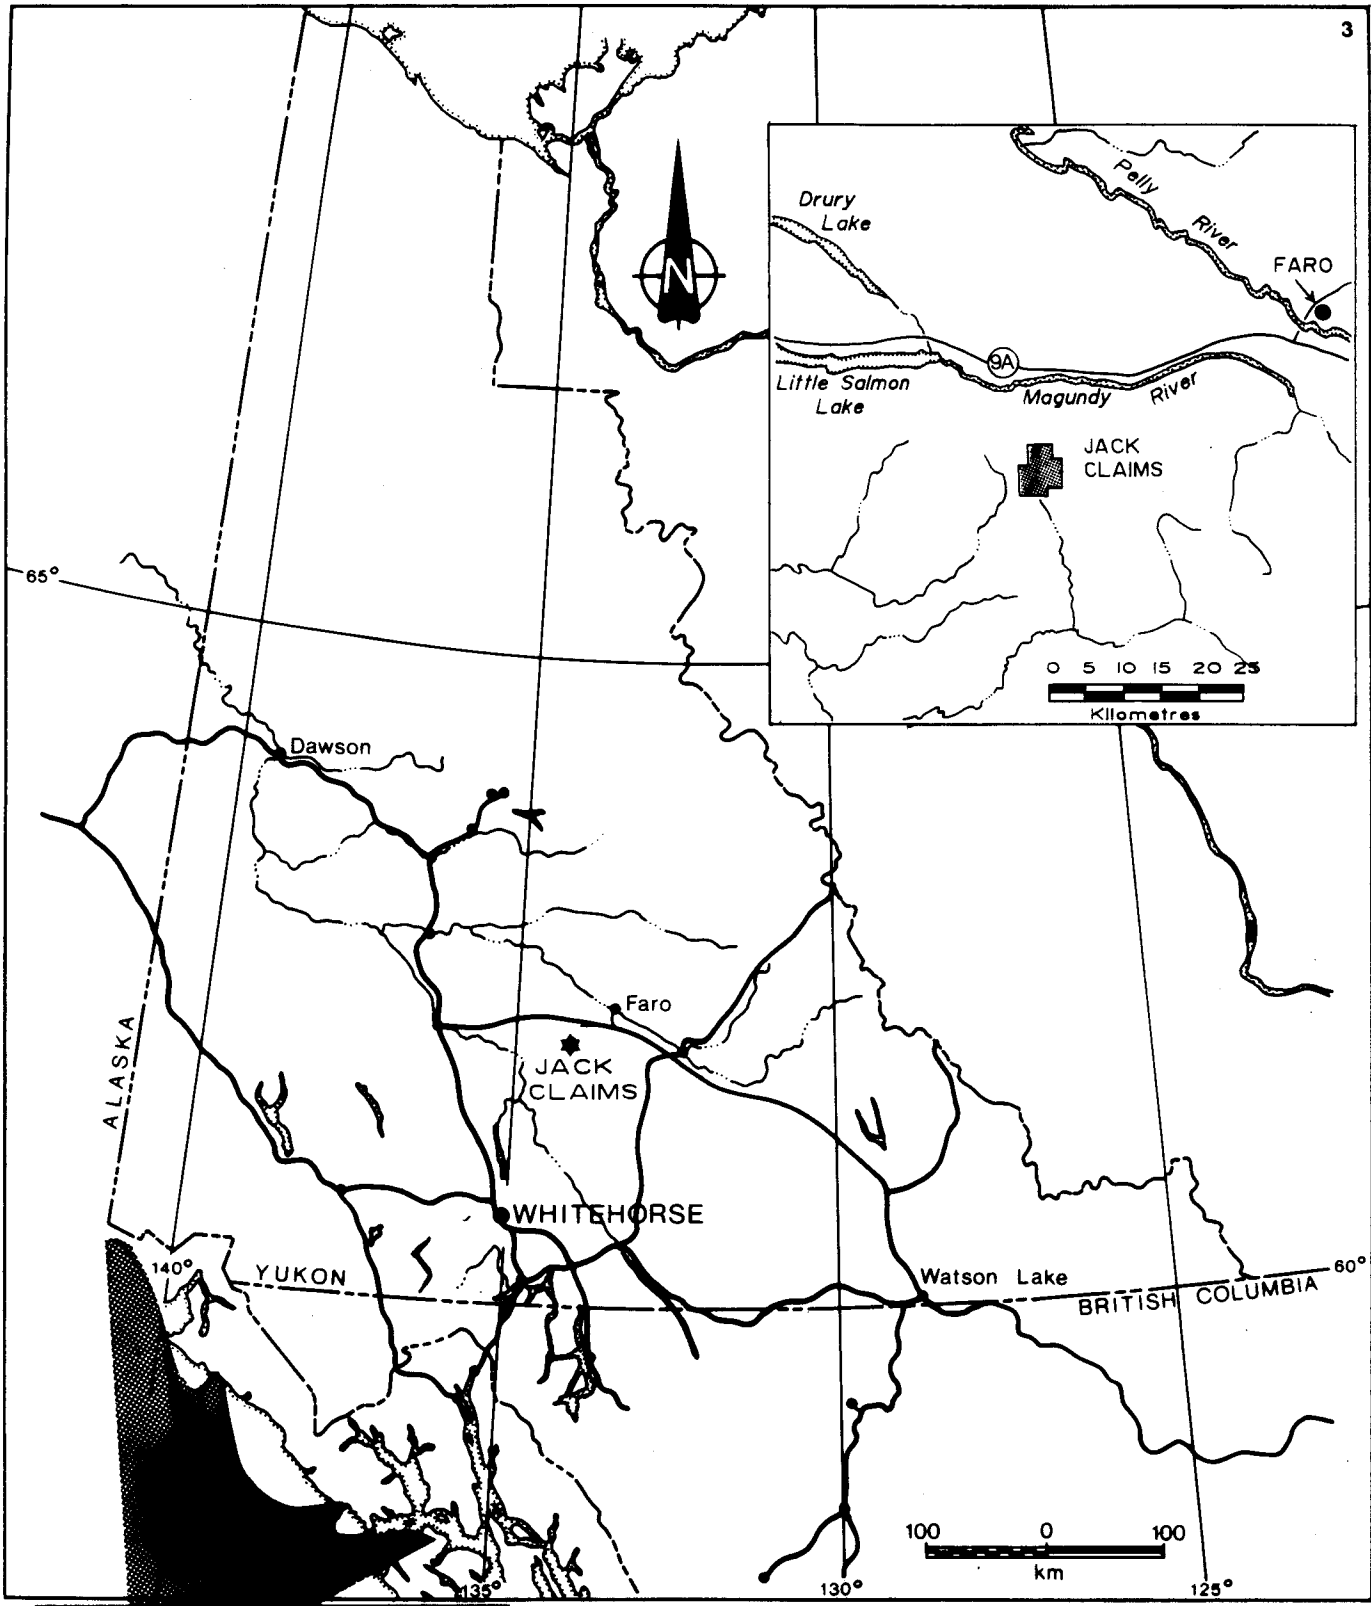 3
Drury
Lake
Pelly
River
FARO
9A
Little Salmon
Lake
Magundy
River
JACK
CLAIMS
0 5 10 15 20 25
Kilometres
N
65°
Dawson
Faro
JACK
CLAIMS
ALASKA
WHITEHORSE
140°
YUKON
Watson Lake
60°
BRITISH COLUMBIA
100 0 100
km
135°
130°
125°